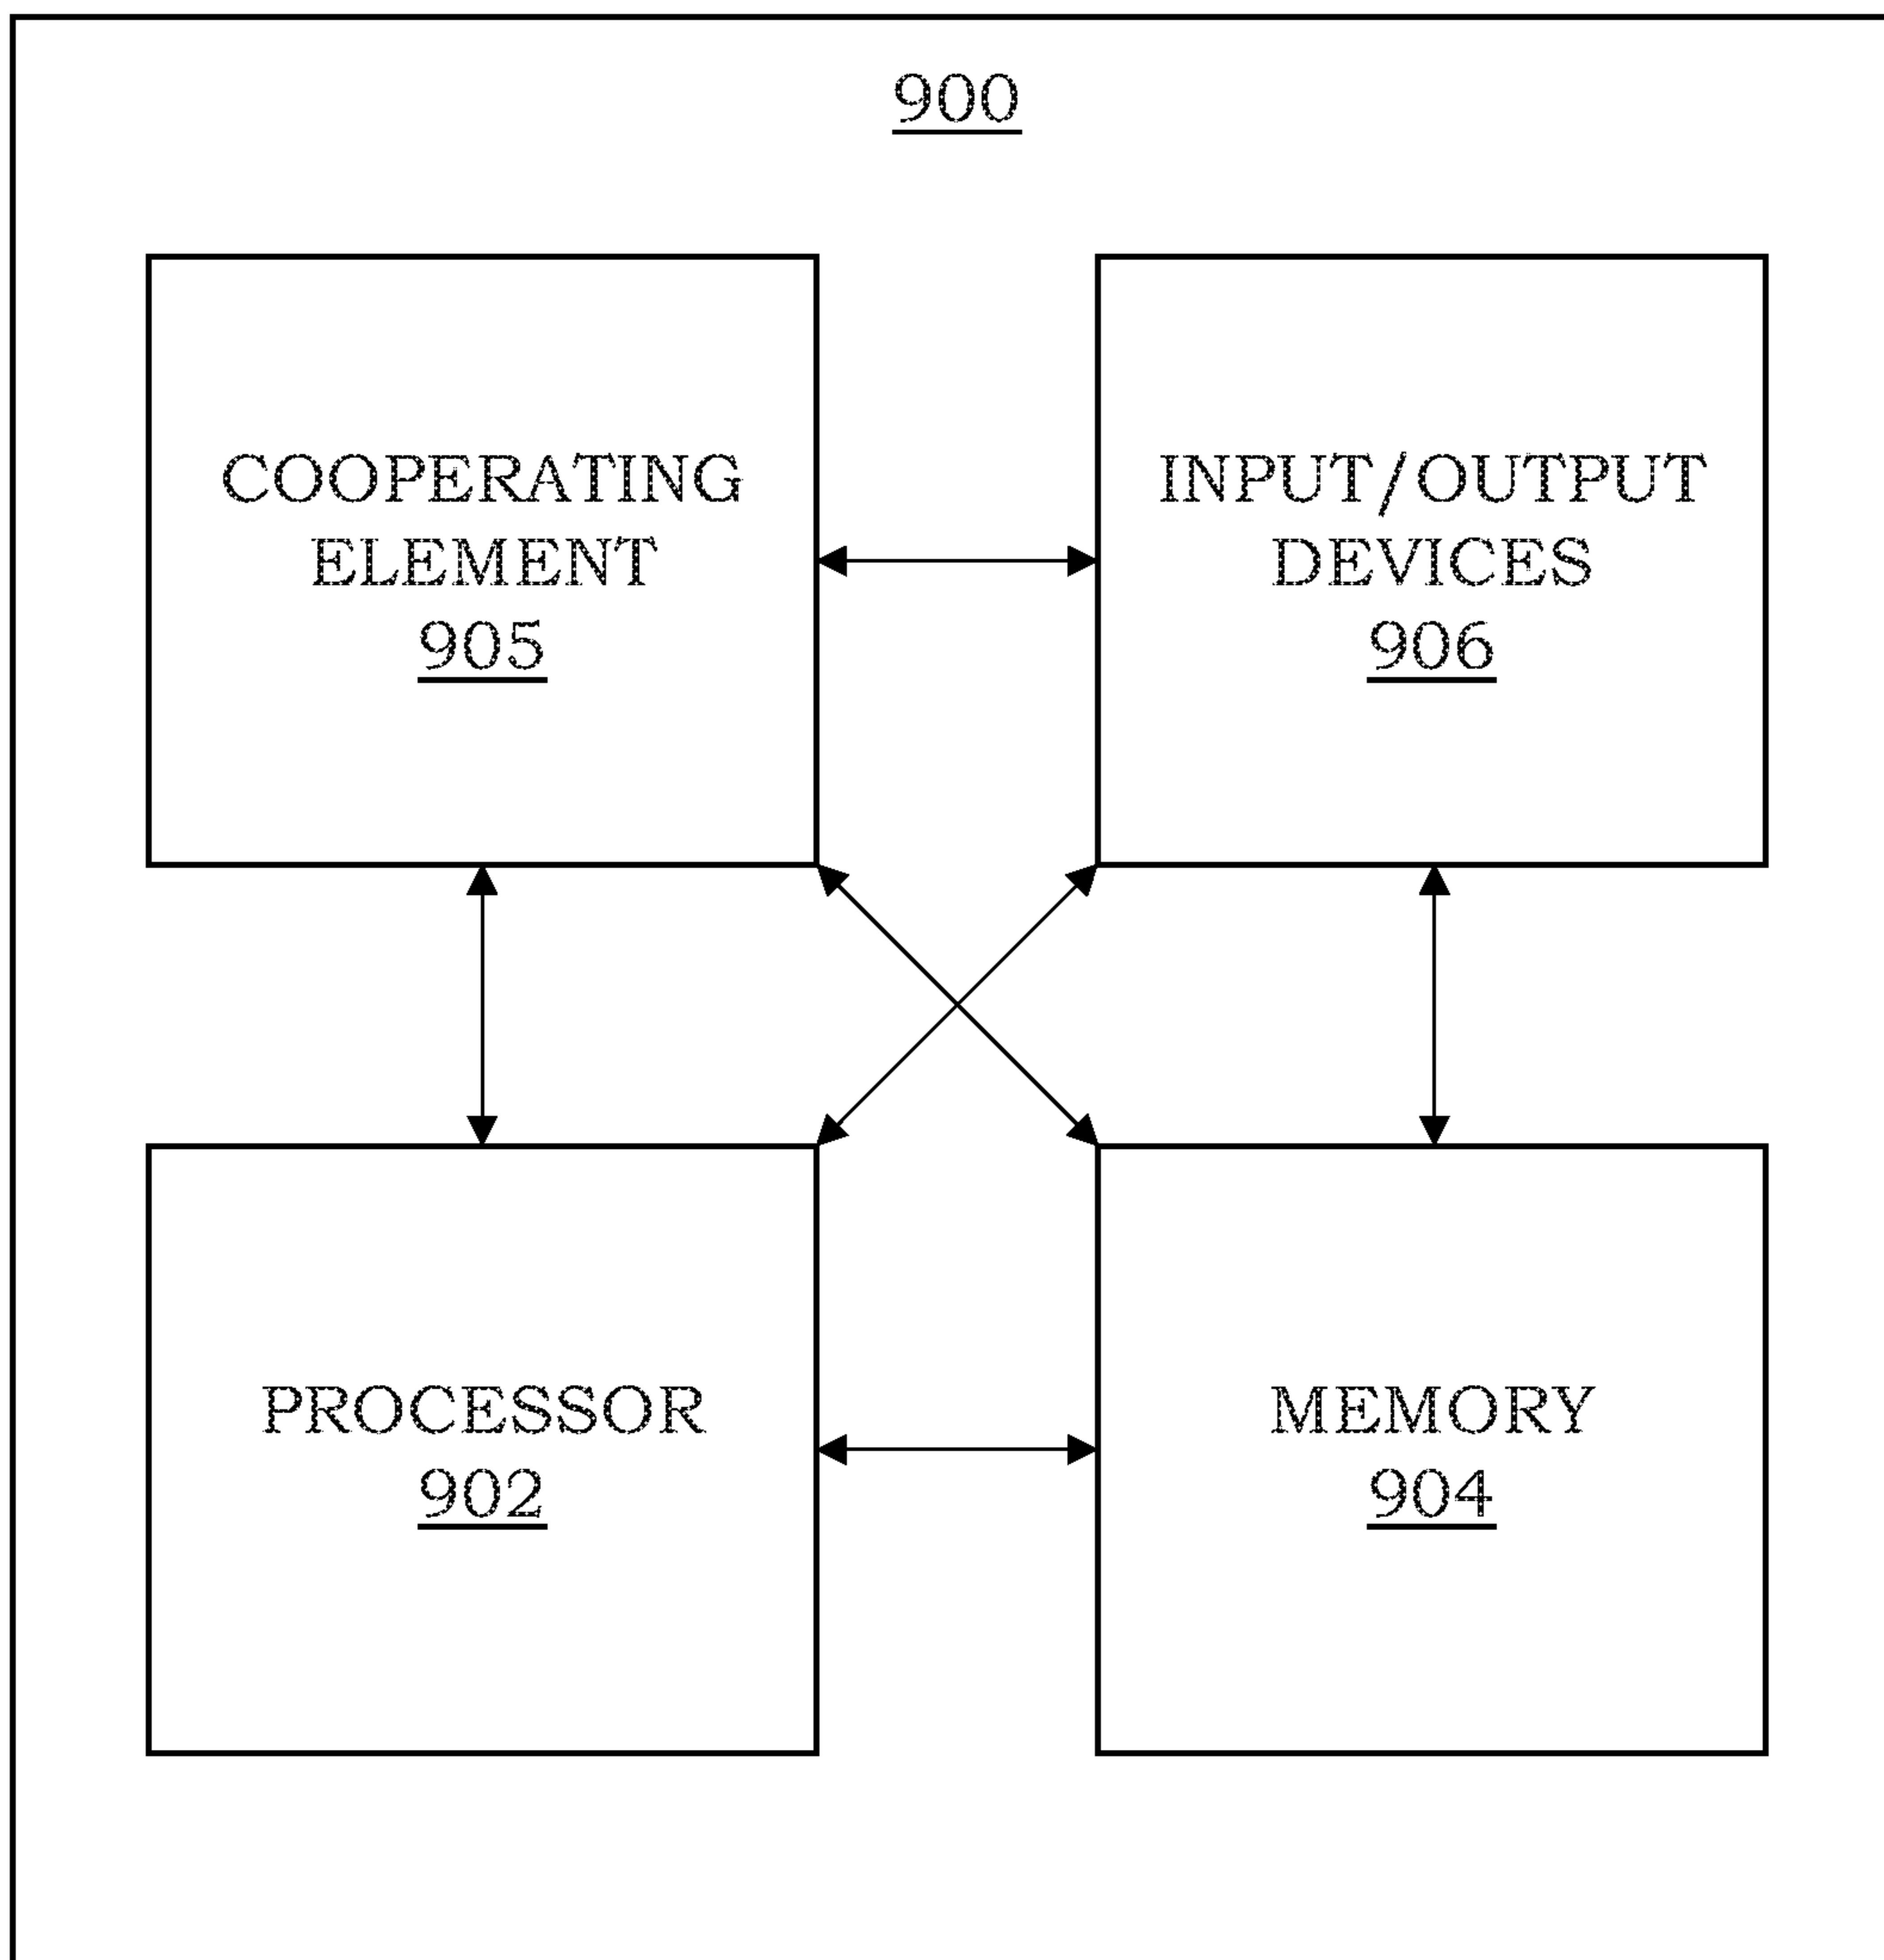 900
COOPERATING
ELEMENT
905
INPUT/OUTPUT
DEVICES
906
PROCESSOR
902
MEMORY
904